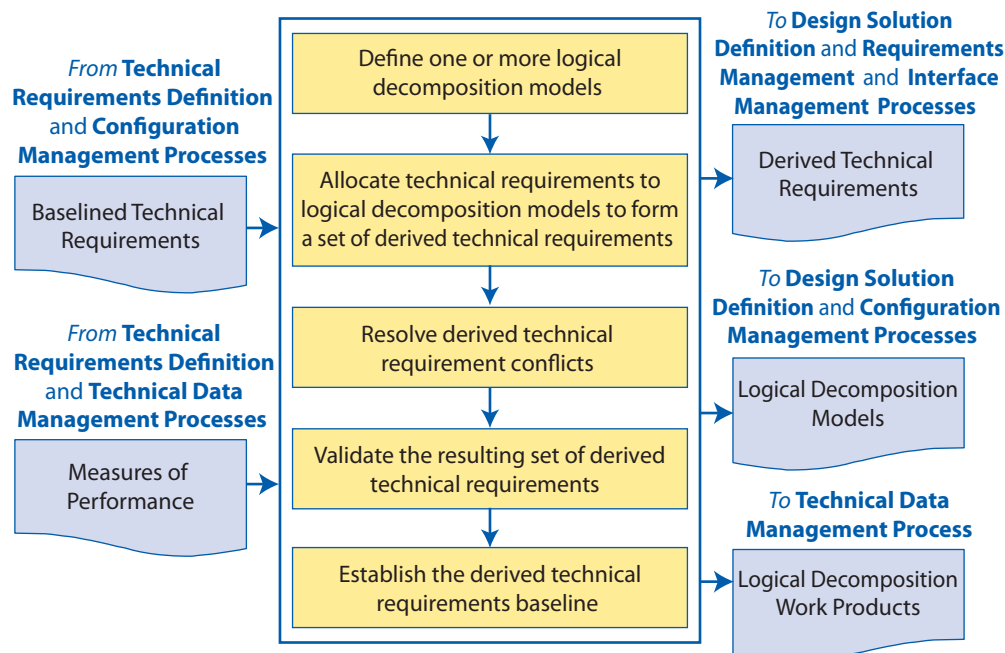 From Technical
Requirements Definition
and Configuration
Management Processes
Baselined Technical
Requirements
From Technical
Requirements Definition
and Technical Data
Management Processes
Measures of
Performance
Define one or more logical
decomposition models
Allocate technical requirements to
logical decomposition models to form
a set of derived technical requirements
Resolve derived technical
requirement conflicts
Validate the resulting set of derived
technical requirements
Establish the derived technical
requirements baseline
To Design Solution
Definition and Requirements
Management and Interface
Management Processes
Derived Technical
Requirements
To Design Solution
Definition and Configuration
Management Processes
Logical Decomposition
Models
To Technical Data
Management Process
Logical Decomposition
Work Products